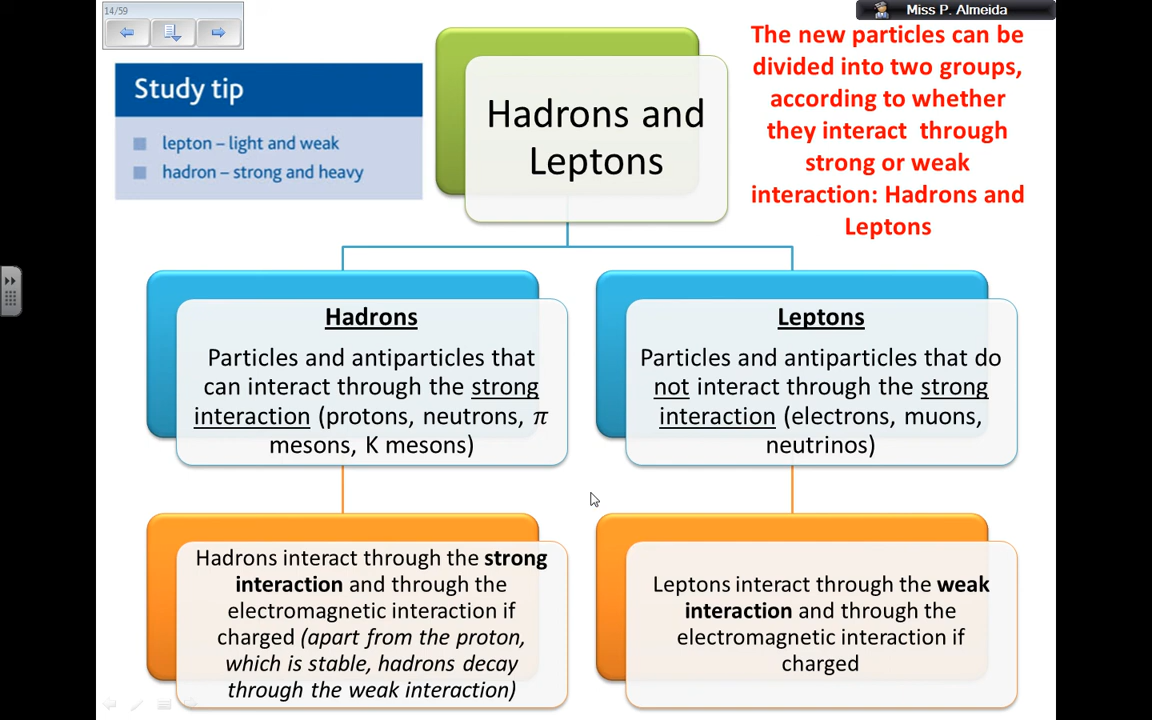 14/59
Miss P. Almeida
Study tip
lepton – light and weak
hadron – strong and heavy
Hadrons and
Leptons
The new particles can be
divided into two groups,
according to whether
they interact through
strong or weak
interaction: Hadrons and
Leptons
Hadrons
Particles and antiparticles that
can interact through the strong
interaction (protons, neutrons, π
mesons, K mesons)
Leptons
Particles and antiparticles that do
not interact through the strong
interaction (electrons, muons,
neutrinos)
Hadrons interact through the strong
interaction and through the
electromagnetic interaction if
charged (apart from the proton,
which is stable, hadrons decay
through the weak interaction)
Leptons interact through the weak
interaction and through the
electromagnetic interaction if
charged